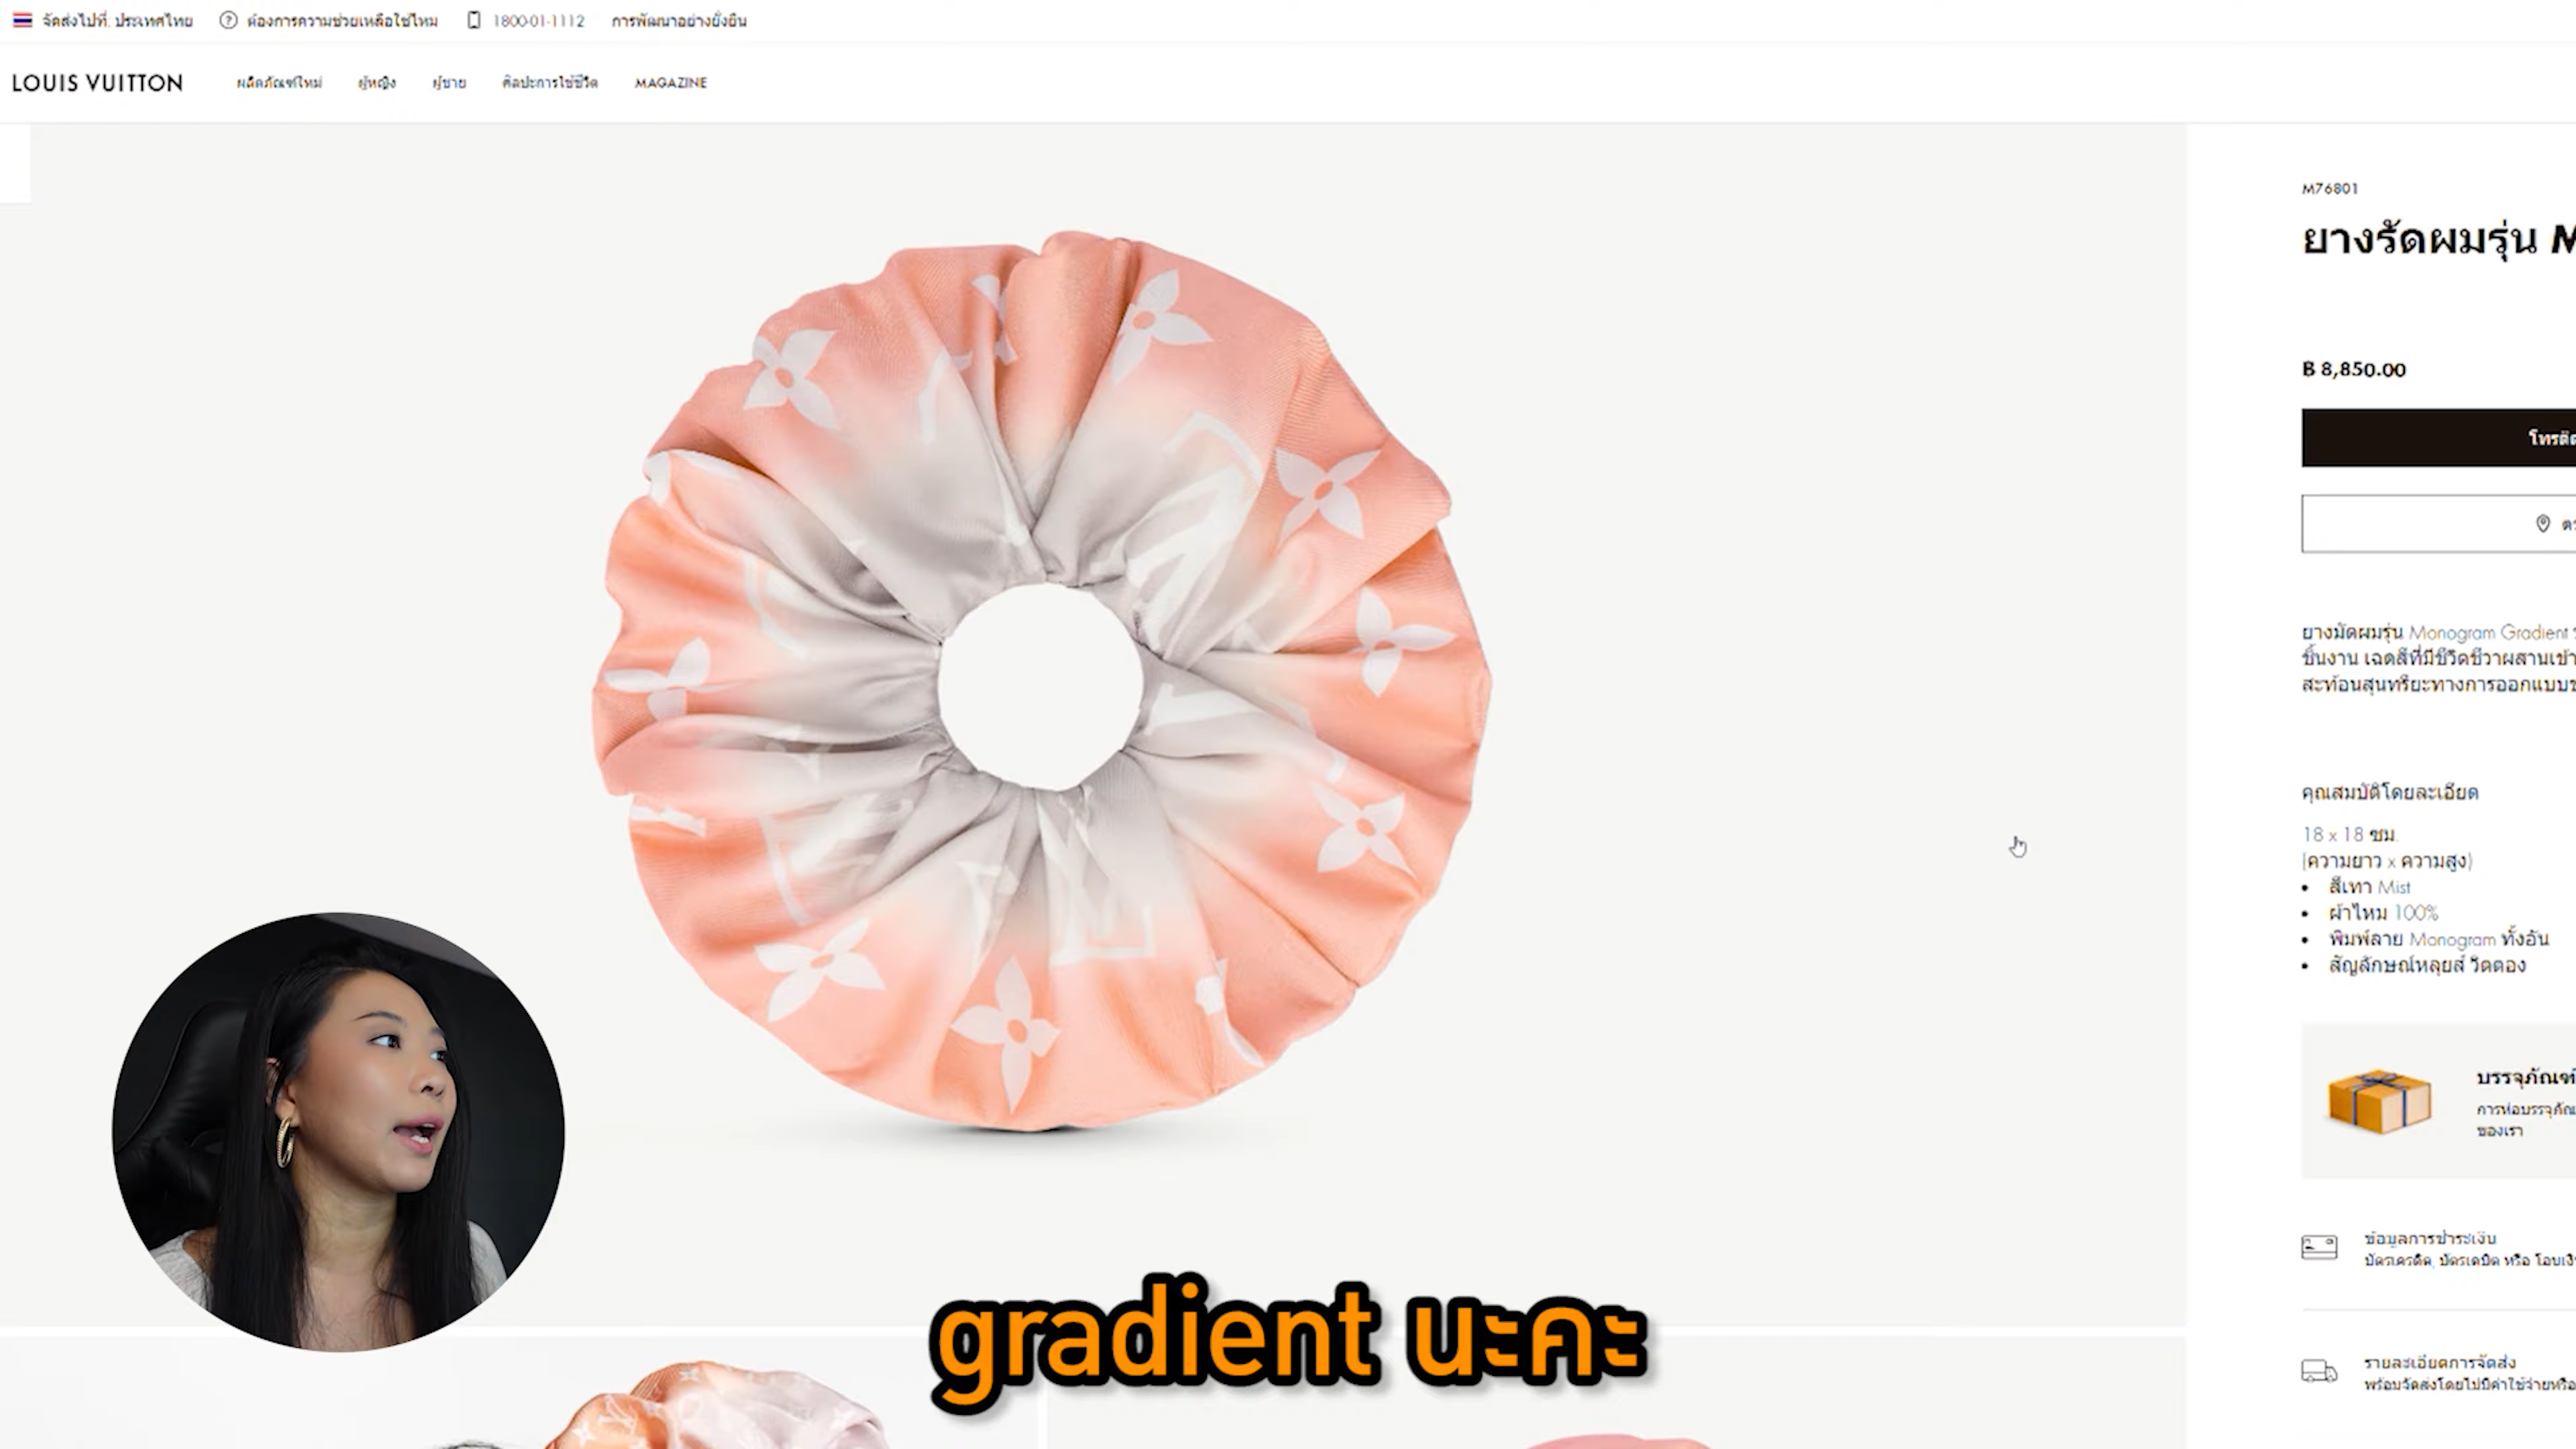 จัดส่งไปที่: ประเทศไทย
ต้องการความช่วยเหลือใช่ไหม
1800-01-1112
การพัฒนาอย่างยั่งยืน
LOUIS VUITTON
ผลิตภัณฑ์ใหม่
ผู้หญิง
ผู้ชาย
ศิลปะการใช้ชีวิต
MAGAZINE
M76801
ยางรัดผมรุ่น M
฿ 8,850.00
โทรติ
ยางมัดผมรุ่น Monogram Gradient
ชิ้นงาน เฉดสีที่มีชีวิตชีวาผสานเข้า
สะท้อนสุนทรียะทางการออกแบบ
คุณสมบัติโดยละเอียด
18 x 18 ซม.
(ความยาว x ความสูง)
• สีเทา Mist
• ผ้าไหม 100%
• พิมพ์ลาย Monogram ทั้งอัน
• สัญลักษณ์หลุยส์ วิตตอง
บรรจุภัณฑ์
การห่อบรรจุภัณ
ของเรา
ข้อมูลการชำระเงิน
บัตรเครดิต, บัตรเดบิต หรือ โอนเงิ
รายละเอียดการจัดส่ง
พร้อมจัดส่งโดยไม่มีค่าใช้จ่ายหรือ
gradient นะคะ